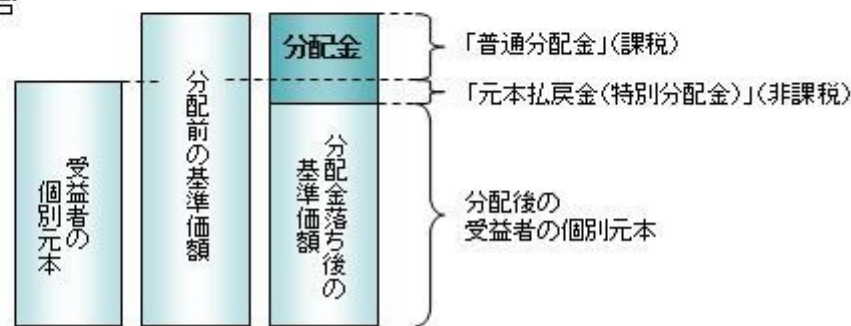 分配金
「普通分配金」(課税)
「元本払戻金(特別分配金)」(非課税)
受益者の
個別元本
分配前の基準価額
分配金落ち後の
基準価額
分配後の
受益者の個別元本